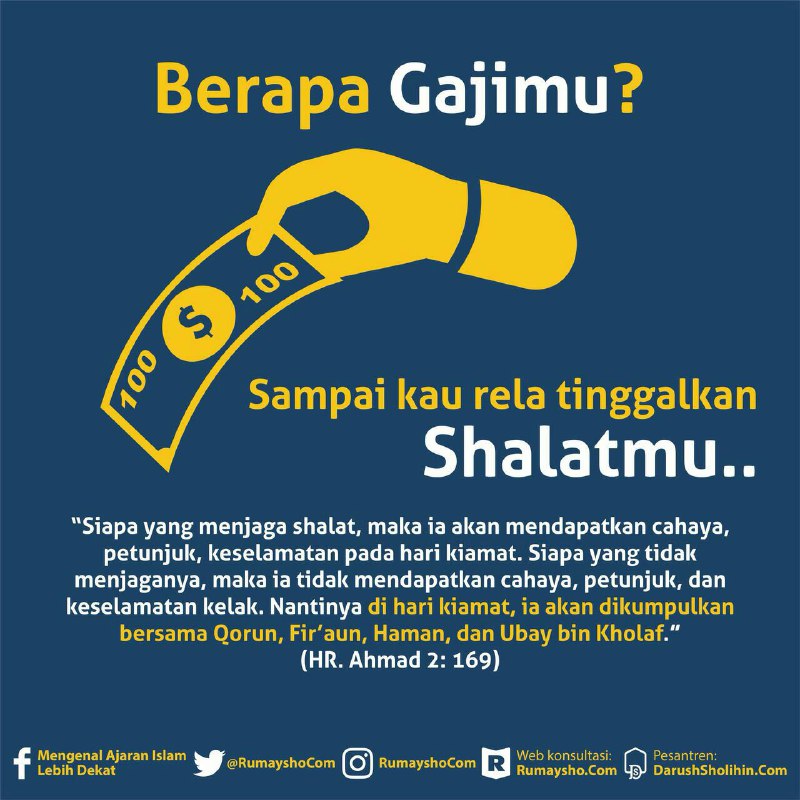 Berapa Gajimu?
100 $ 100
Sampai kau rela tinggalkan
Shalatmu..
“Siapa yang menjaga shalat, maka ia akan mendapatkan cahaya,
petunjuk, keselamatan pada hari kiamat. Siapa yang tidak
menjaganya, maka ia tidak mendapatkan cahaya, petunjuk, dan
keselamatan kelak. Nantinya di hari kiamat, ia akan dikumpulkan
bersama Qorun, Fir’aun, Haman, dan Ubay bin Kholaf.”
(HR. Ahmad 2: 169)
Mengenal Ajaran Islam
Lebih Dekat
@RumayshoCom
RumayshoCom
Web konsultasi:
Rumaysho.Com
Pesantren:
DarushSholihin.Com